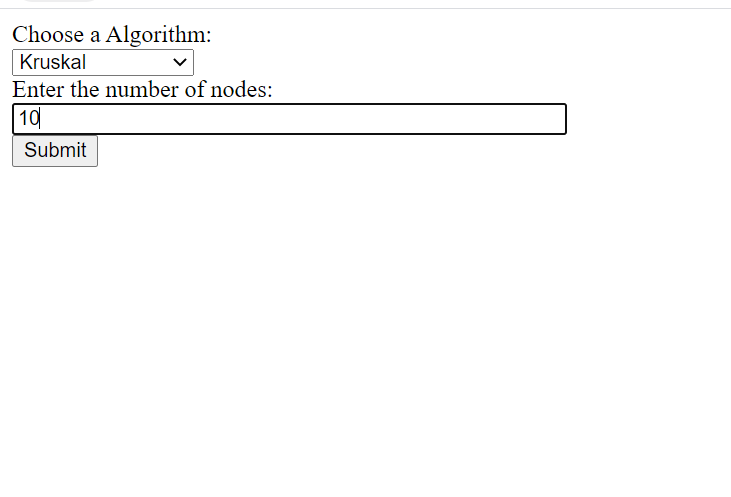 Choose a Algorithm:
Kruskal
Enter the number of nodes:
10
Submit